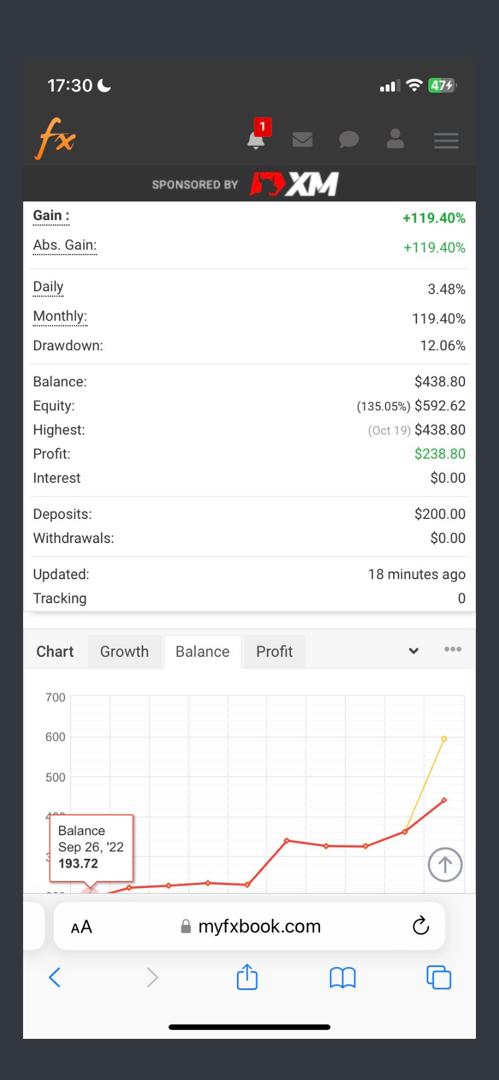 17:30
47
fx
1
SPONSORED BY XM
Gain : +119.40%
Abs. Gain: +119.40%
Daily 3.48%
Monthly: 119.40%
Drawdown: 12.06%
Balance: $438.80
Equity: (135.05%) $592.62
Highest: (Oct 19) $438.80
Profit: $238.80
Interest $0.00
Deposits: $200.00
Withdrawals: $0.00
Updated: 18 minutes ago
Tracking 0
Chart Growth Balance Profit
700
600
500
Balance
Sep 26, '22
193.72
AA myfxbook.com